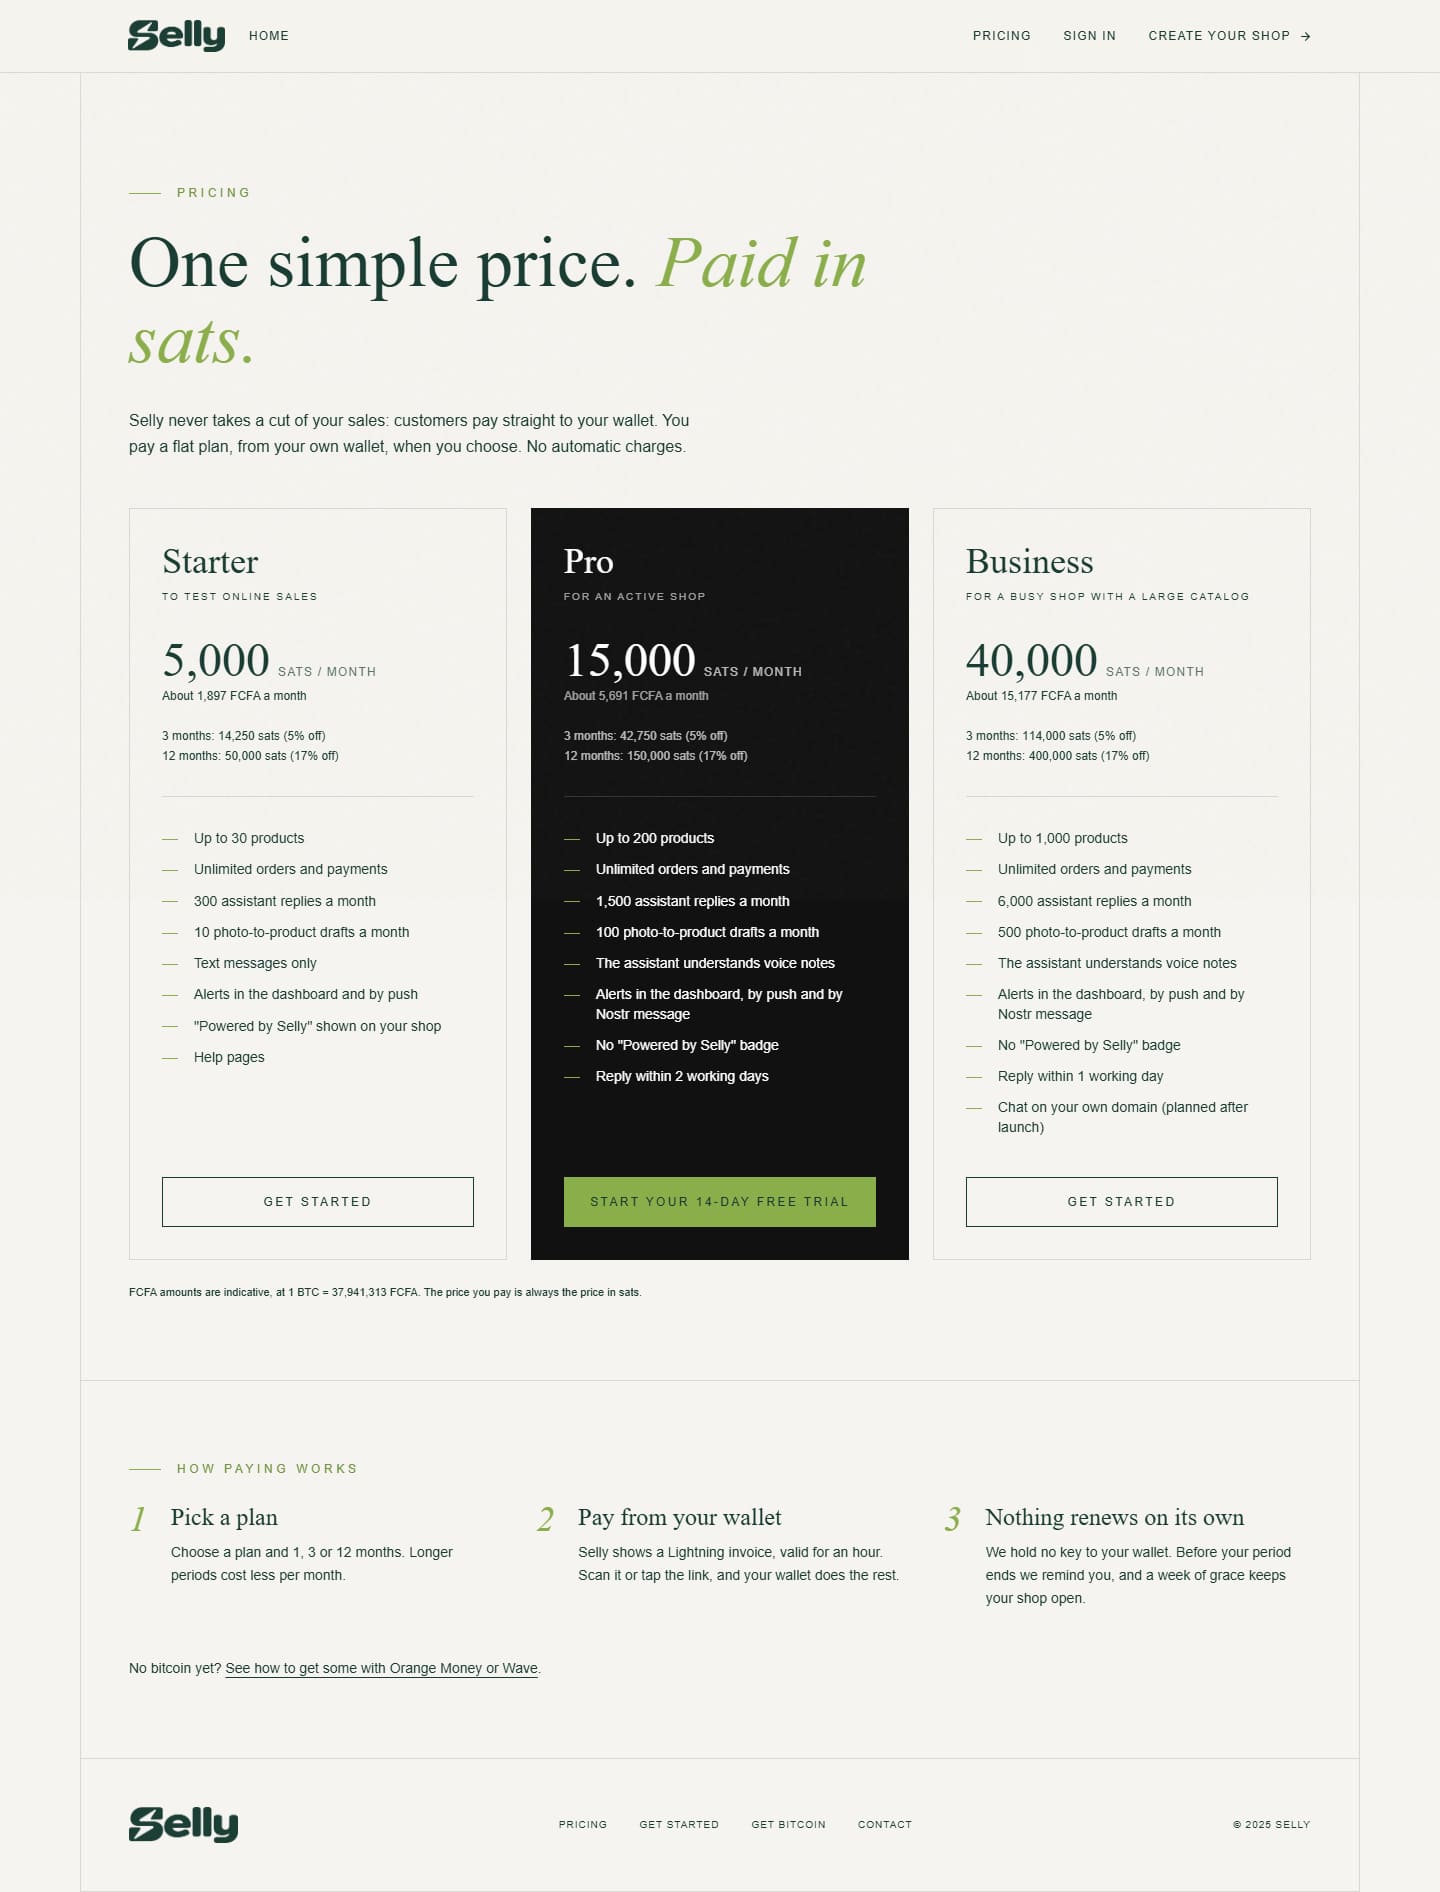 Selly
HOME
PRICING
SIGN IN
CREATE YOUR SHOP →
PRICING
One simple price. Paid in
sats.
Selly never takes a cut of your sales: customers pay straight to your wallet. You
pay a flat plan, from your own wallet, when you choose. No automatic charges.
Starter
TO TEST ONLINE SALES
5,000 SATS / MONTH
About 1,897 FCFA a month
3 months: 14,250 sats (5% off)
12 months: 50,000 sats (17% off)
Up to 30 products
Unlimited orders and payments
300 assistant replies a month
10 photo-to-product drafts a month
Text messages only
Alerts in the dashboard and by push
"Powered by Selly" shown on your shop
Help pages
GET STARTED
Pro
FOR AN ACTIVE SHOP
15,000 SATS / MONTH
About 5,691 FCFA a month
3 months: 42,750 sats (5% off)
12 months: 150,000 sats (17% off)
Up to 200 products
Unlimited orders and payments
1,500 assistant replies a month
100 photo-to-product drafts a month
The assistant understands voice notes
Alerts in the dashboard, by push and by
Nostr message
No "Powered by Selly" badge
Reply within 2 working days
START YOUR 14-DAY FREE TRIAL
Business
FOR A BUSY SHOP WITH A LARGE CATALOG
40,000 SATS / MONTH
About 15,177 FCFA a month
3 months: 114,000 sats (5% off)
12 months: 400,000 sats (17% off)
Up to 1,000 products
Unlimited orders and payments
6,000 assistant replies a month
500 photo-to-product drafts a month
The assistant understands voice notes
Alerts in the dashboard, by push and by
Nostr message
No "Powered by Selly" badge
Reply within 1 working day
Chat on your own domain (planned after
launch)
GET STARTED
FCFA amounts are indicative, at 1 BTC = 37,941,313 FCFA. The price you pay is always the price in sats.
HOW PAYING WORKS
1 Pick a plan
Choose a plan and 1, 3 or 12 months. Longer
periods cost less per month.
2 Pay from your wallet
Selly shows a Lightning invoice, valid for an hour.
Scan it or tap the link, and your wallet does the rest.
3 Nothing renews on its own
We hold no key to your wallet. Before your period
ends we remind you, and a week of grace keeps
your shop open.
No bitcoin yet? See how to get some with Orange Money or Wave.
Selly
PRICING
GET STARTED
GET BITCOIN
CONTACT
© 2025 SELLY